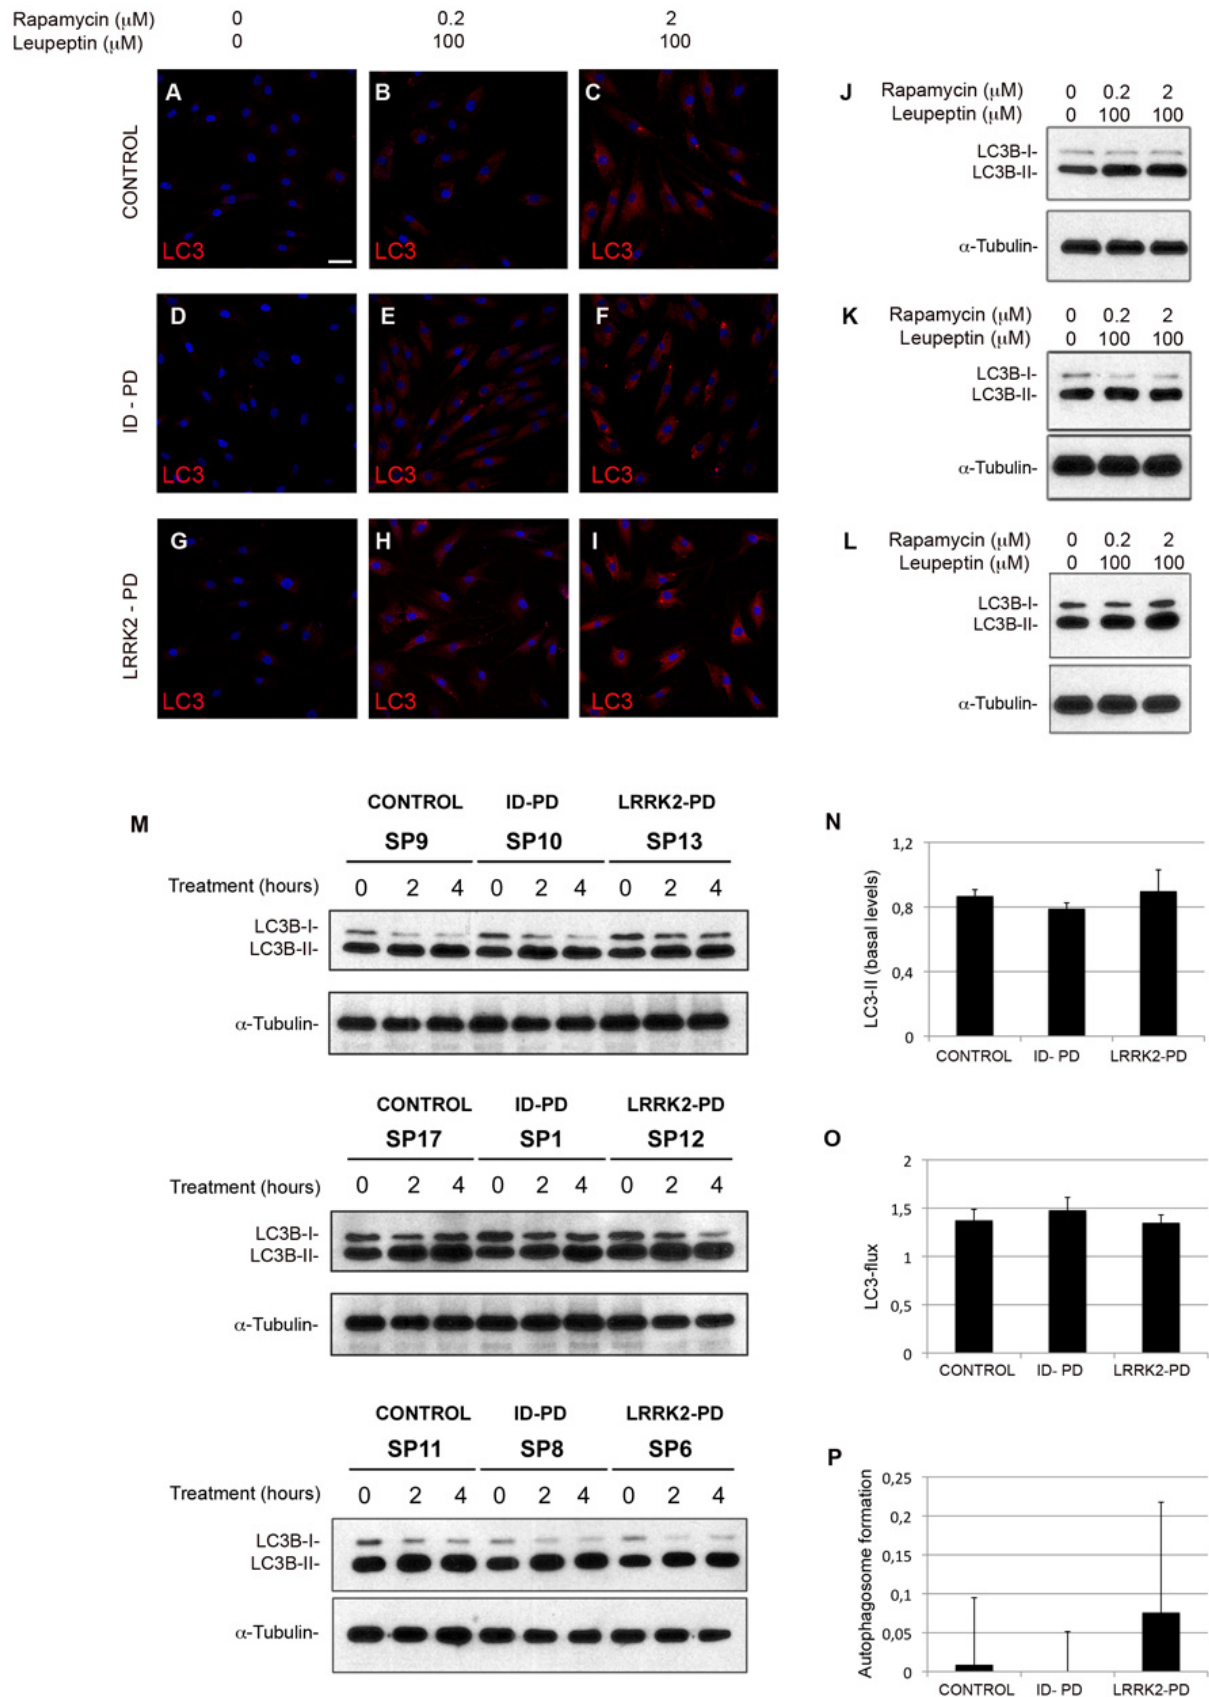 Rapamycin (μM) 0 0.2 2
Leupeptin (μM) 0 100 100
CONTROL
A
LC3
B
LC3
C
LC3
ID - PD
D
LC3
E
LC3
F
LC3
LRRK2 - PD
G
LC3
H
LC3
I
LC3
J
Rapamycin (μM) 0 0.2 2
Leupeptin (μM) 0 100 100
LC3B-I-
LC3B-II-
α-Tubulin-
K
Rapamycin (μM) 0 0.2 2
Leupeptin (μM) 0 100 100
LC3B-I-
LC3B-II-
α-Tubulin-
L
Rapamycin (μM) 0 0.2 2
Leupeptin (μM) 0 100 100
LC3B-I-
LC3B-II-
α-Tubulin-
M
CONTROL ID-PD LRRK2-PD
SP9 SP10 SP13
Treatment (hours) 0 2 4 0 2 4 0 2 4
LC3B-I-
LC3B-II-
α-Tubulin-
CONTROL ID-PD LRRK2-PD
SP17 SP1 SP12
Treatment (hours) 0 2 4 0 2 4 0 2 4
LC3B-I-
LC3B-II-
α-Tubulin-
CONTROL ID-PD LRRK2-PD
SP11 SP8 SP6
Treatment (hours) 0 2 4 0 2 4 0 2 4
LC3B-I-
LC3B-II-
α-Tubulin-
N
LC3-II (basal levels)
1,2
0,8
0,4
0
CONTROL ID- PD LRRK2-PD
O
LC3-flux
2
1,5
1
0,5
0
CONTROL ID- PD LRRK2-PD
P
Autophagosome formation
0,25
0,2
0,15
0,1
0,05
0
CONTROL ID- PD LRRK2-PD